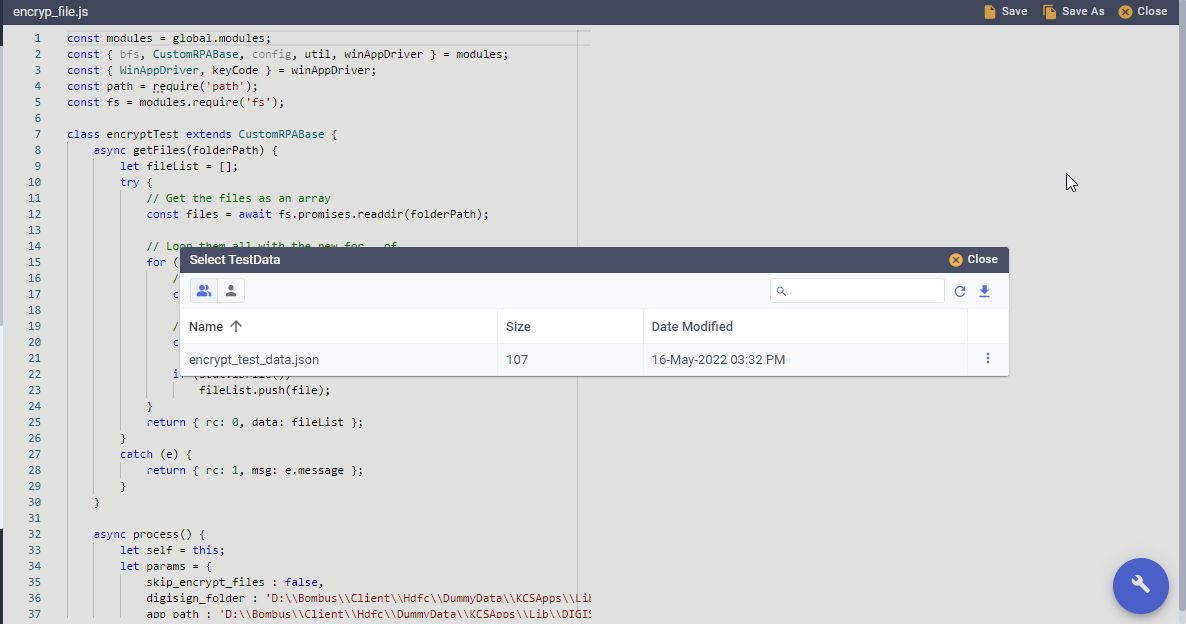 encryp_file.js Save Save As Close
1 const modules = global.modules;
2 const { bfs, CustomRPABase, config, util, winAppDriver } = modules;
3 const { WinAppDriver, keyCode } = winAppDriver;
4 const path = require('path');
5 const fs = modules.require('fs');
6
7 class encryptTest extends CustomRPABase {
8 async getFiles(folderPath) {
9 let fileList = [];
10 try {
11 // Get the files as an array
12 const files = await fs.promises.readdir(folderPath);
13
14 // Loop them all with the new for...of
15 for (
16 /
17 c
18
19 /
20 c
21
22
23 fileList.push(file);
24 }
25 return { rc: 0, data: fileList };
26 }
27 catch (e) {
28 return { rc: 1, msg: e.message };
29 }
30 }
31
32 async process() {
33 let self = this;
34 let params = {
35 skip_encrypt_files : false,
36 digisign_folder : 'D:\\Bombus\\Client\\Hdfc\\DummyData\\KCSApps\\Lib
37 app_path : 'D:\\Bombus\\Client\\Hdfc\\DummyData\\KCSApps\\Lib\\DIGIS
Select TestData Close
Name Size Date Modified
encrypt_test_data.json 107 16-May-2022 03:32 PM